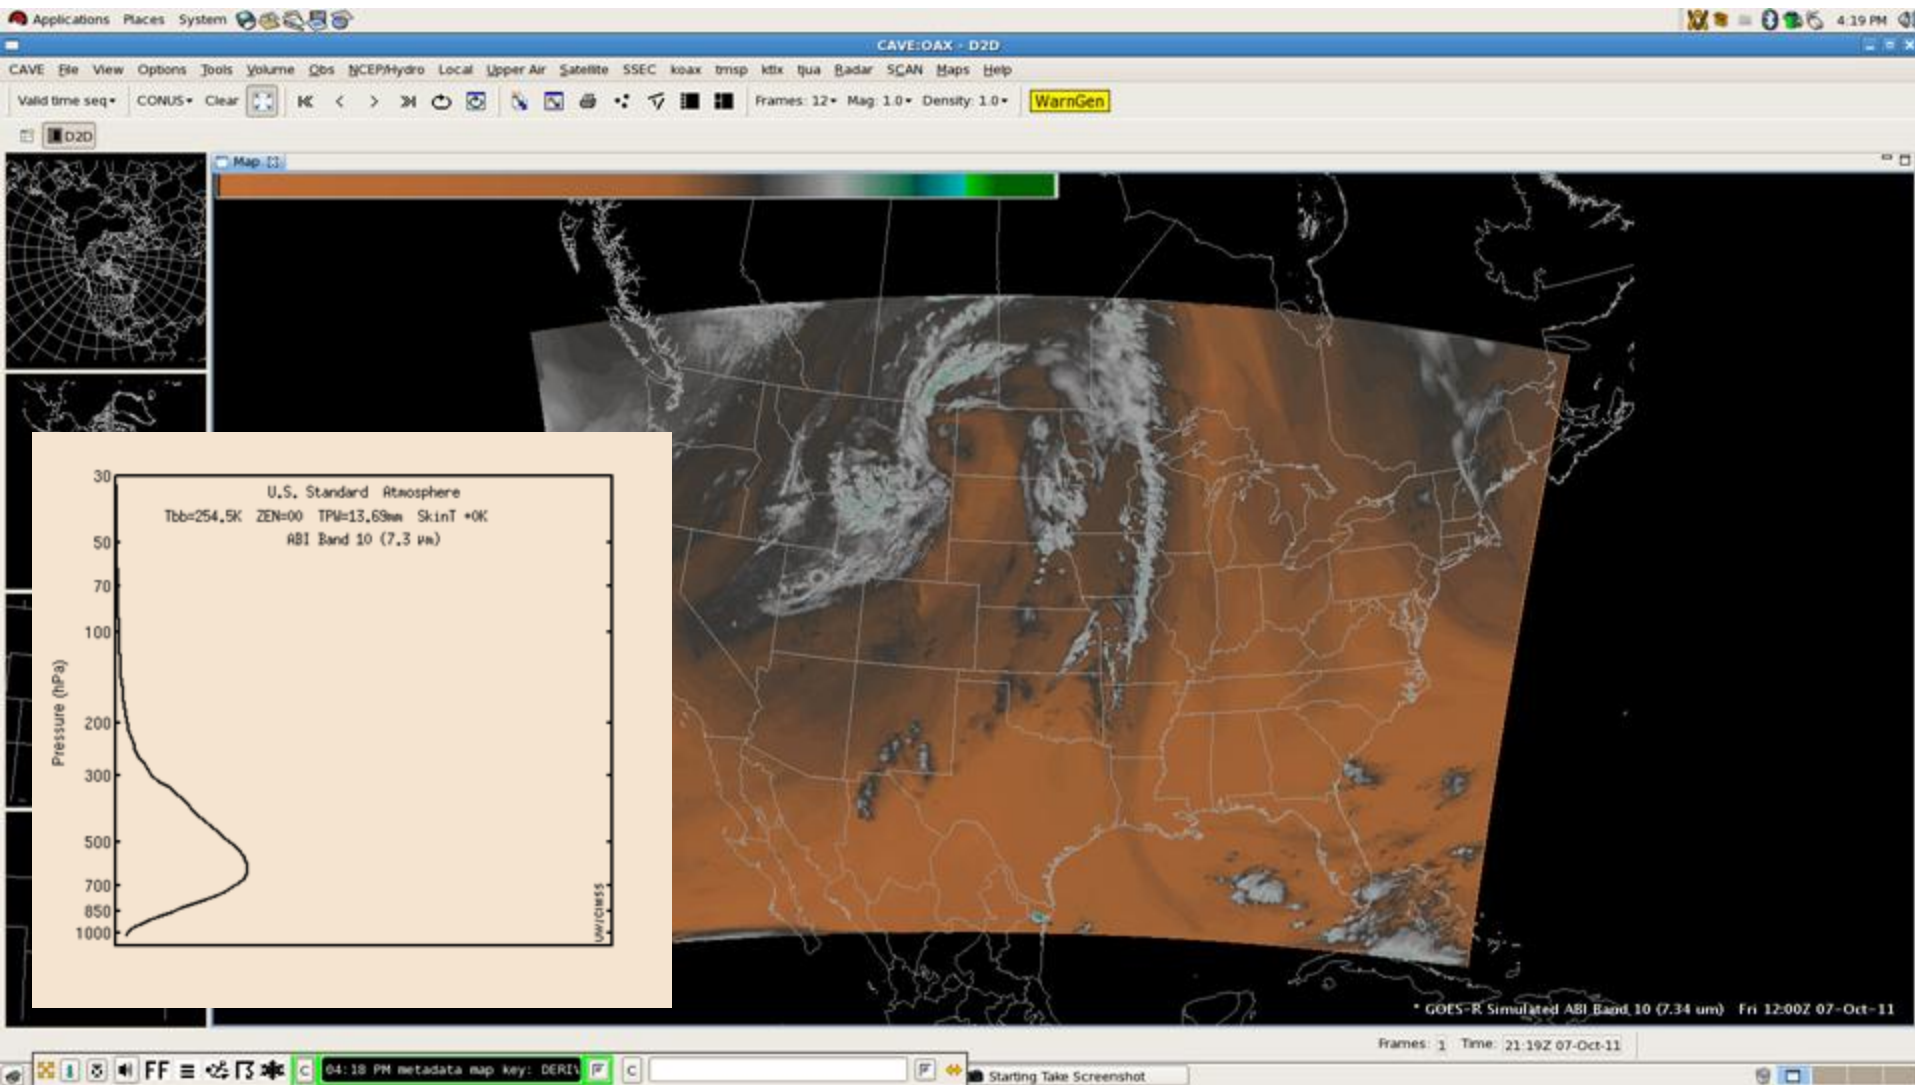 Applications Places System 4:19 PM
CAVE:OAX - D2D
CAVE File View Options Tools Volume Obs NCEP/Hydro Local Upper Air Satellite SSEC koax tmsp ktlx tjua Radar SCAN Maps Help
Valid time seq CONUS Clear Frames: 12 Mag: 1.0 Density: 1.0 WarnGen
D2D
Map
30
U.S. Standard Atmosphere
Tbb=254.5K ZEN=00 TPW=13.69mm SkinT +0K
ABI Band 10 (7.3 µm)
50
70
100
Pressure (hPa)
200
300
500
700
850
1000
UW/CIMSS
* GOES-R Simulated ABI Band 10 (7.34 um) Fri 12:00Z 07-Oct-11
Frames: 1 Time: 21:19Z 07-Oct-11
FF C 04:18 PM metadata map key: DERIV F C F
Starting Take Screenshot